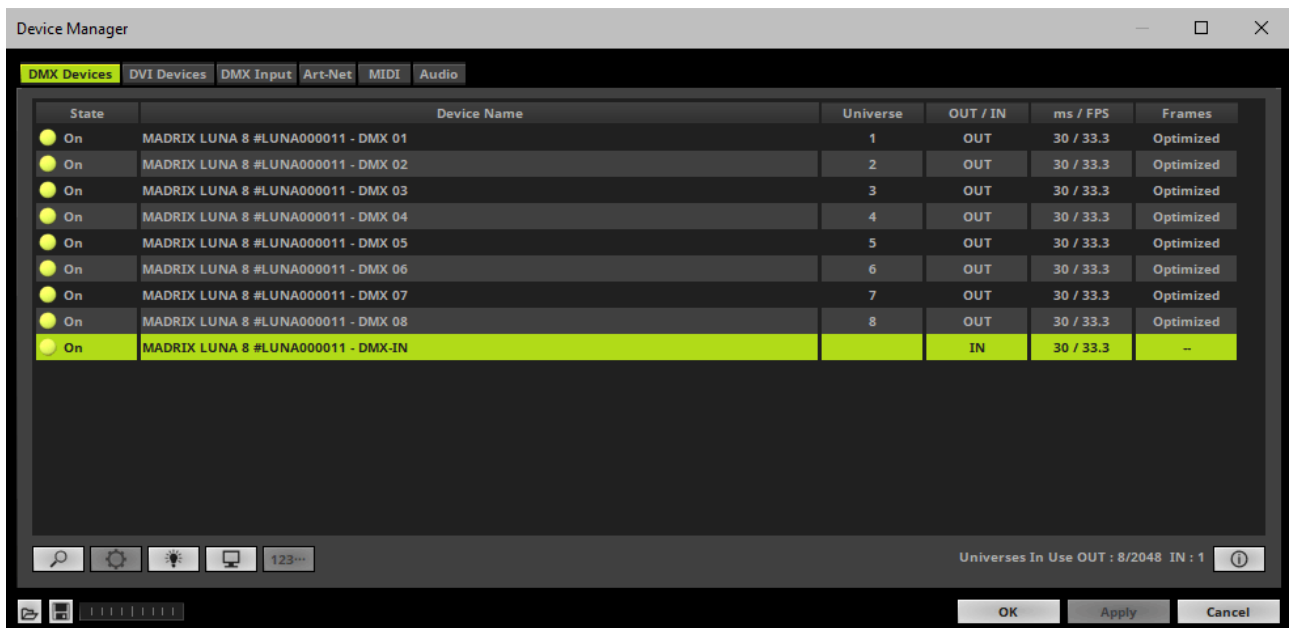 Device Manager
DMX Devices DVI Devices DMX Input Art-Net MIDI Audio
State Device Name Universe OUT / IN ms / FPS Frames
On MADRIX LUNA 8 #LUNA000011 - DMX 01 1 OUT 30 / 33.3 Optimized
On MADRIX LUNA 8 #LUNA000011 - DMX 02 2 OUT 30 / 33.3 Optimized
On MADRIX LUNA 8 #LUNA000011 - DMX 03 3 OUT 30 / 33.3 Optimized
On MADRIX LUNA 8 #LUNA000011 - DMX 04 4 OUT 30 / 33.3 Optimized
On MADRIX LUNA 8 #LUNA000011 - DMX 05 5 OUT 30 / 33.3 Optimized
On MADRIX LUNA 8 #LUNA000011 - DMX 06 6 OUT 30 / 33.3 Optimized
On MADRIX LUNA 8 #LUNA000011 - DMX 07 7 OUT 30 / 33.3 Optimized
On MADRIX LUNA 8 #LUNA000011 - DMX 08 8 OUT 30 / 33.3 Optimized
On MADRIX LUNA 8 #LUNA000011 - DMX-IN IN 30 / 33.3 --
123... Universes In Use OUT : 8/2048 IN : 1
OK Apply Cancel